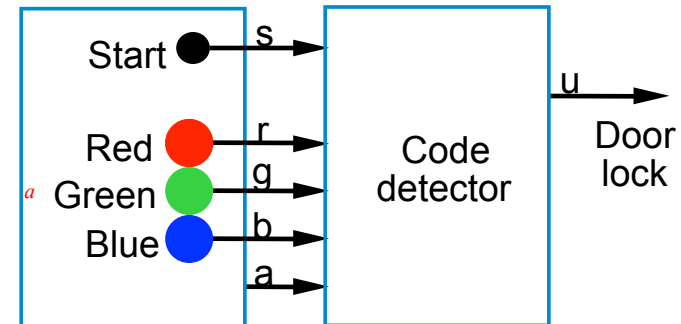 Start
s
Red
r
a
Green
g
Blue
b
a
Code
detector
u
Door
lock